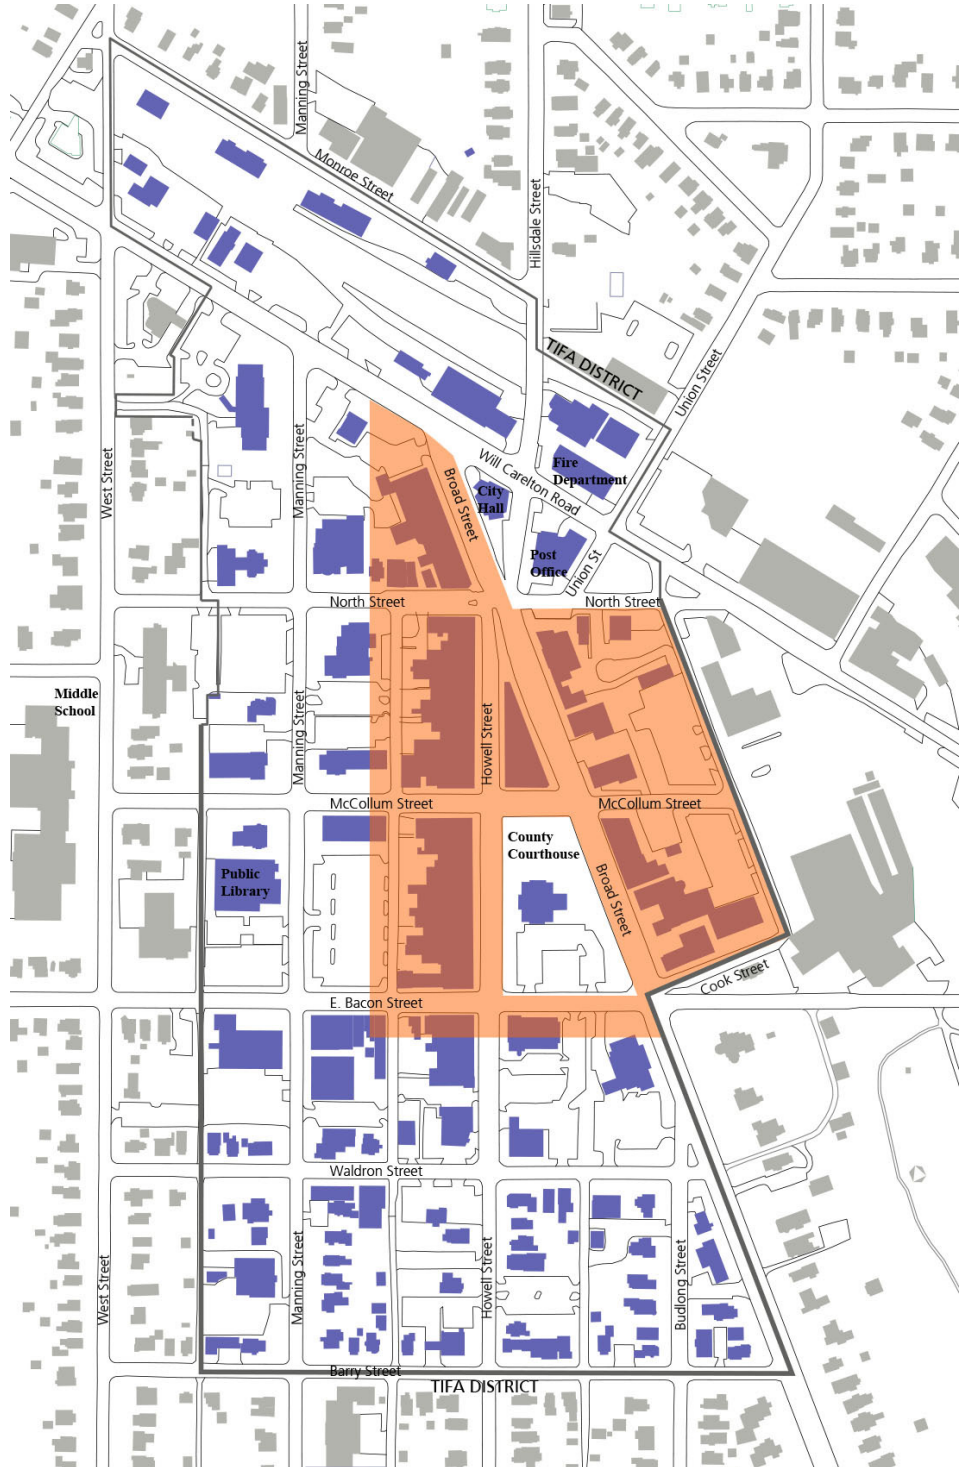 Manning Street
Monroe Street
Hillsdale Street
TIFA DISTRICT
Union Street
West Street
Manning Street
Broad Street
Will Carelton Road
Fire
Department
City
Hall
Post
Office
Union St
North Street
North Street
Middle
School
Manning Street
Howell Street
McCollum Street
McCollum Street
County
Courthouse
Public
Library
Broad Street
Cook Street
E. Bacon Street
Waldron Street
West Street
Manning Street
Howell Street
Budlong Street
Barry Street
TIFA DISTRICT